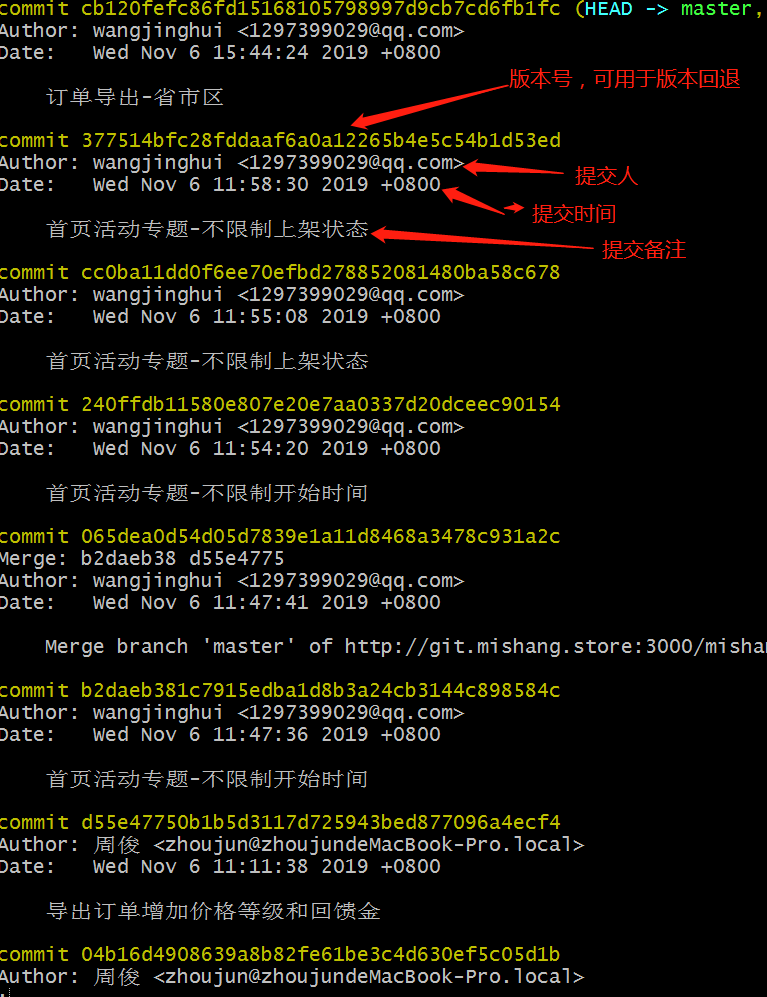 commit cb120fefc86fd15168105798997d9cb7cd6fb1fc (HEAD -> master,
Author: wangjinghui <1297399029@qq.com>
Date: Wed Nov 6 15:44:24 2019 +0800
订单导出-省市区
版本号，可用于版本回退
commit 377514bfc28fddaaf6a0a12265b4e5c54b1d53ed
Author: wangjinghui <1297399029@qq.com>
提交人
Date: Wed Nov 6 11:58:30 2019 +0800
提交时间
首页活动专题-不限制上架状态
提交备注
commit cc0ba11dd0f6ee70efbd278852081480ba58c678
Author: wangjinghui <1297399029@qq.com>
Date: Wed Nov 6 11:55:08 2019 +0800
首页活动专题-不限制上架状态
commit 240ffdb11580e807e20e7aa0337d20dceec90154
Author: wangjinghui <1297399029@qq.com>
Date: Wed Nov 6 11:54:20 2019 +0800
首页活动专题-不限制开始时间
commit 065dea0d54d05d7839e1a11d8468a3478c931a2c
Merge: b2daeb38 d55e4775
Author: wangjinghui <1297399029@qq.com>
Date: Wed Nov 6 11:47:41 2019 +0800
Merge branch 'master' of http://git.mishang.store:3000/mishan
commit b2daeb381c7915edba1d8b3a24cb3144c898584c
Author: wangjinghui <1297399029@qq.com>
Date: Wed Nov 6 11:47:36 2019 +0800
首页活动专题-不限制开始时间
commit d55e47750b1b5d3117d725943bed877096a4ecf4
Author: 周俊 <zhoujun@zhoujundeMacBook-Pro.local>
Date: Wed Nov 6 11:11:38 2019 +0800
导出订单增加价格等级和回馈金
commit 04b16d4908639a8b82fe61be3c4d630ef5c05d1b
Author: 周俊 <zhoujun@zhoujundeMacBook-Pro.local>